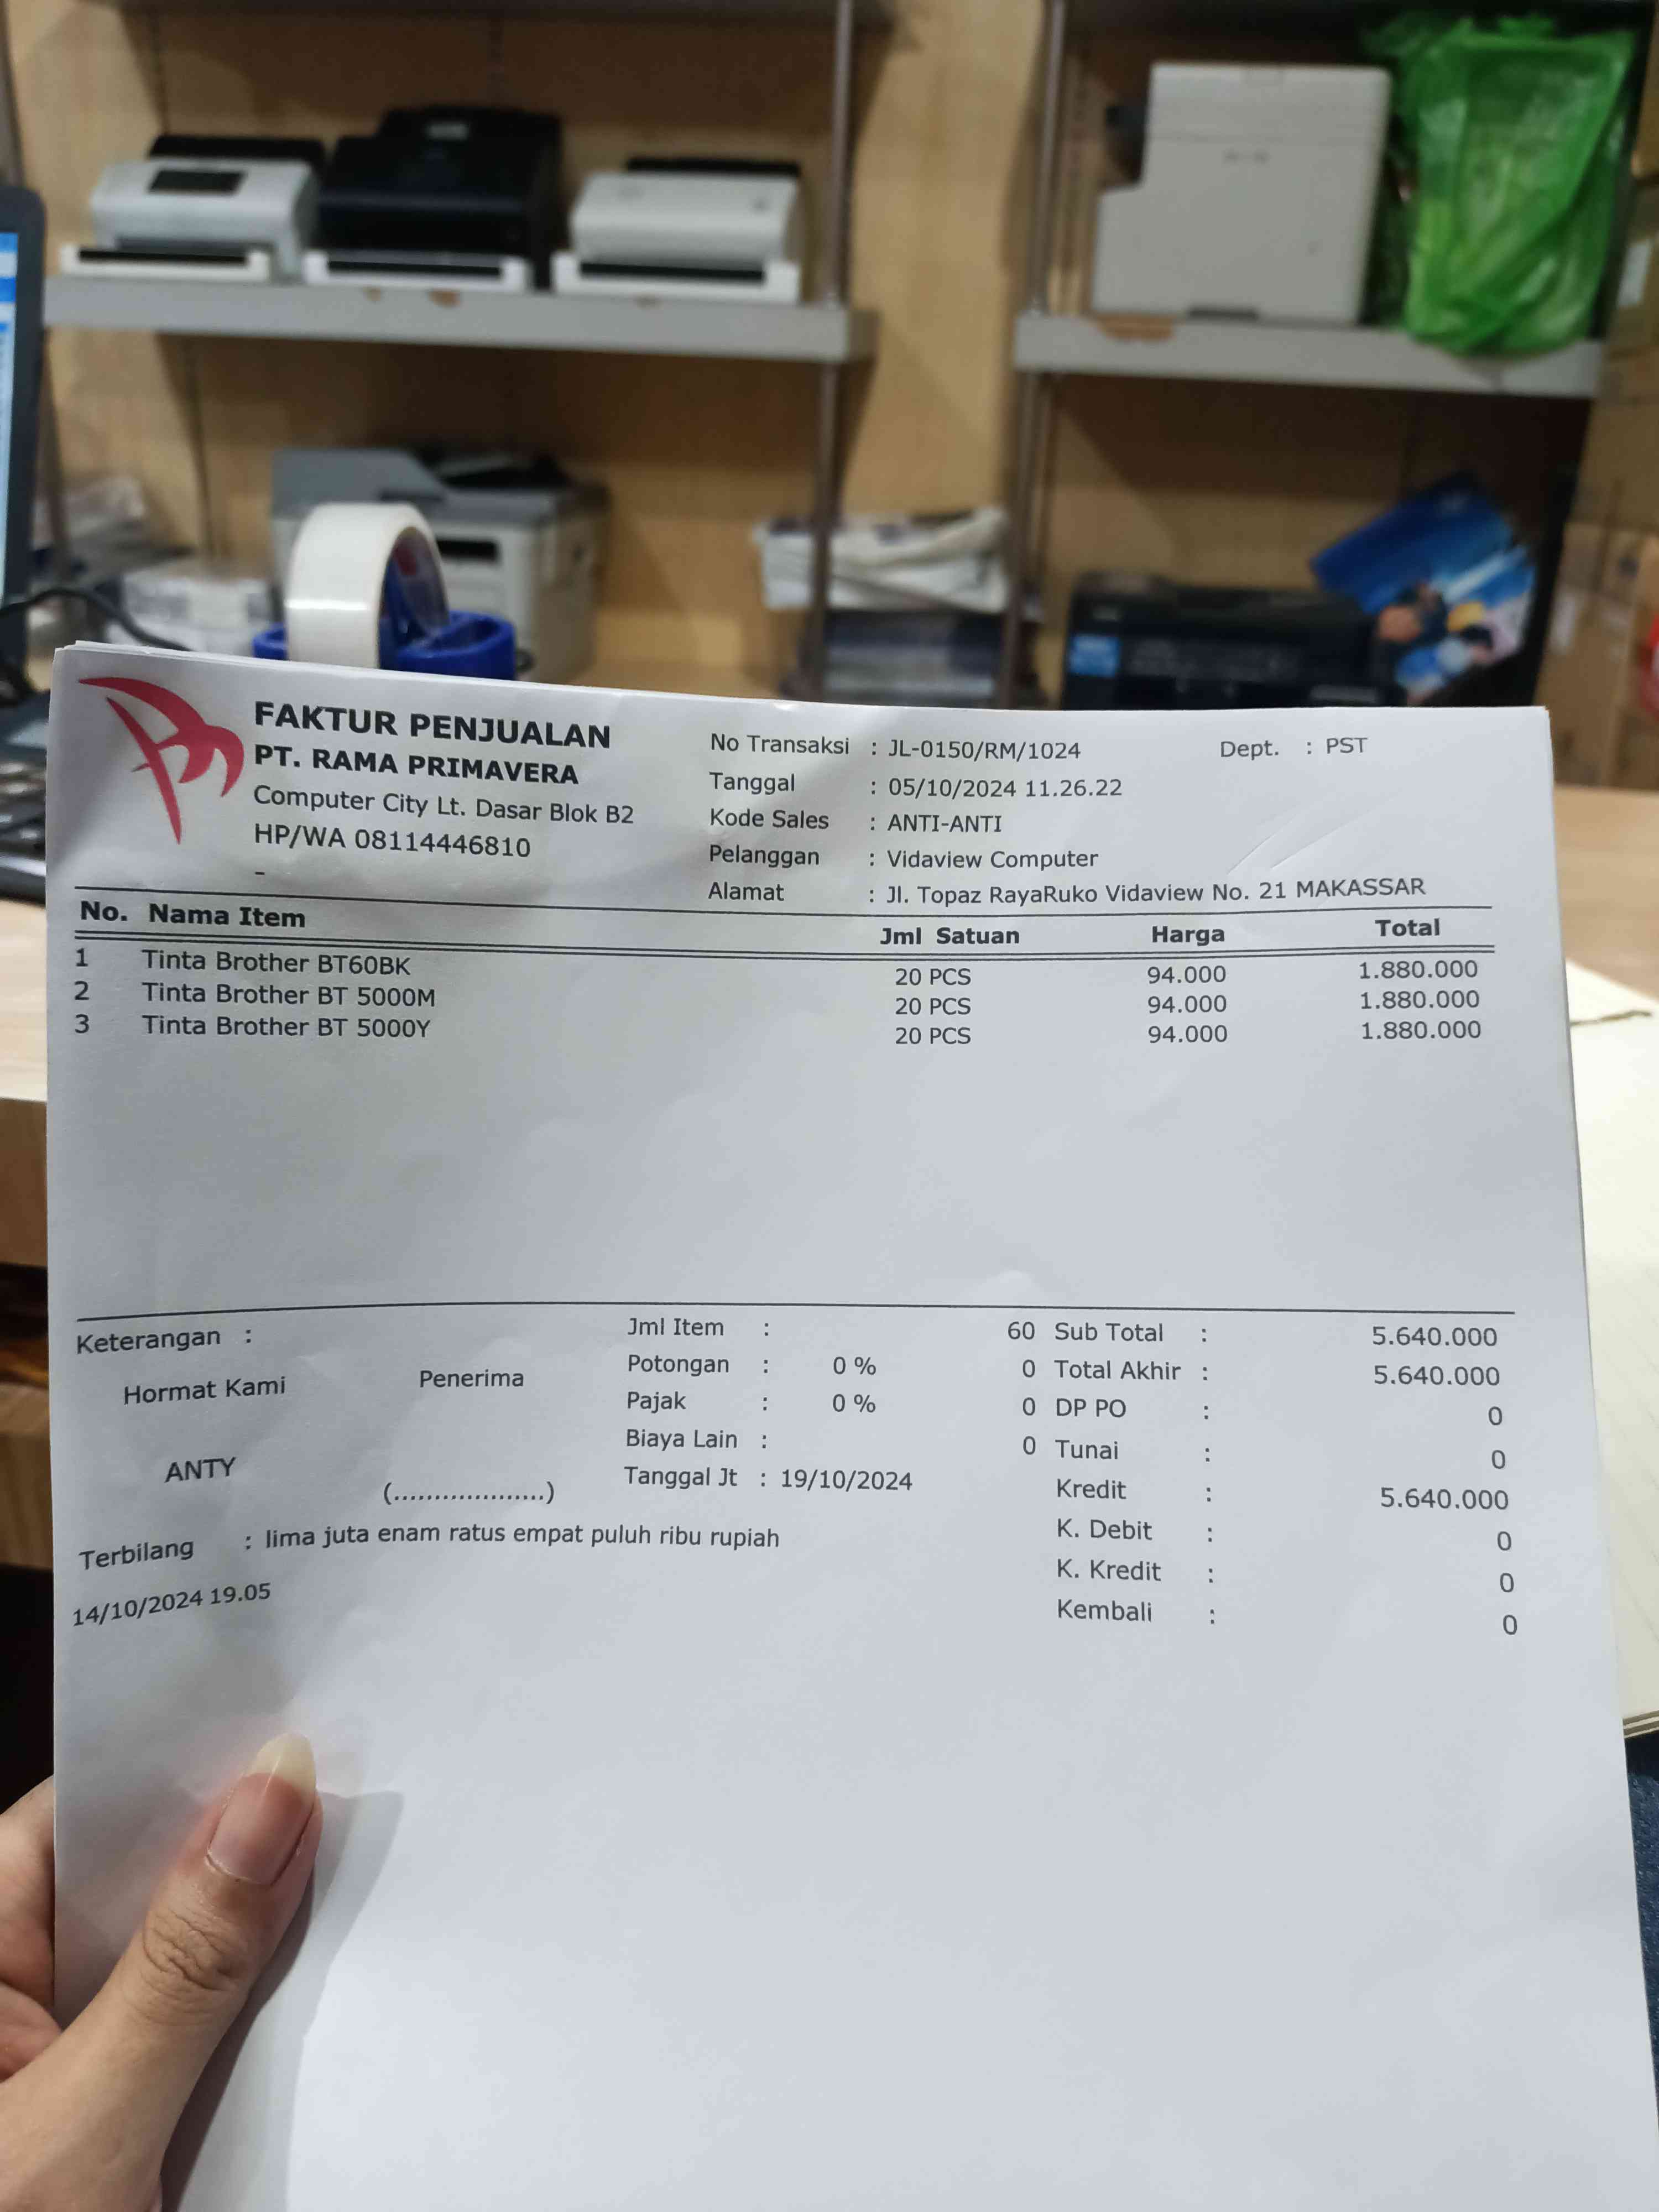 FAKTUR PENJUALAN
PT. RAMA PRIMAVERA
Computer City Lt. Dasar Blok B2
HP/WA 08114446810
-
No Transaksi : JL-0150/RM/1024 Dept. : PST
Tanggal : 05/10/2024 11.26.22
Kode Sales : ANTI-ANTI
Pelanggan : Vidaview Computer
Alamat : Jl. Topaz RayaRuko Vidaview No. 21 MAKASSAR
No. Nama Item Jml Satuan Harga Total
1 Tinta Brother BT60BK 20 PCS 94.000 1.880.000
2 Tinta Brother BT 5000M 20 PCS 94.000 1.880.000
3 Tinta Brother BT 5000Y 20 PCS 94.000 1.880.000
Keterangan :
Hormat Kami Penerima
ANTY
(...................)
Jml Item : 60
Potongan : 0 % 0
Pajak : 0 % 0
Biaya Lain : 0
Tanggal Jt : 19/10/2024
Sub Total : 5.640.000
Total Akhir : 5.640.000
DP PO : 0
Tunai : 0
Kredit : 5.640.000
K. Debit : 0
K. Kredit : 0
Kembali : 0
Terbilang : lima juta enam ratus empat puluh ribu rupiah
14/10/2024 19.05